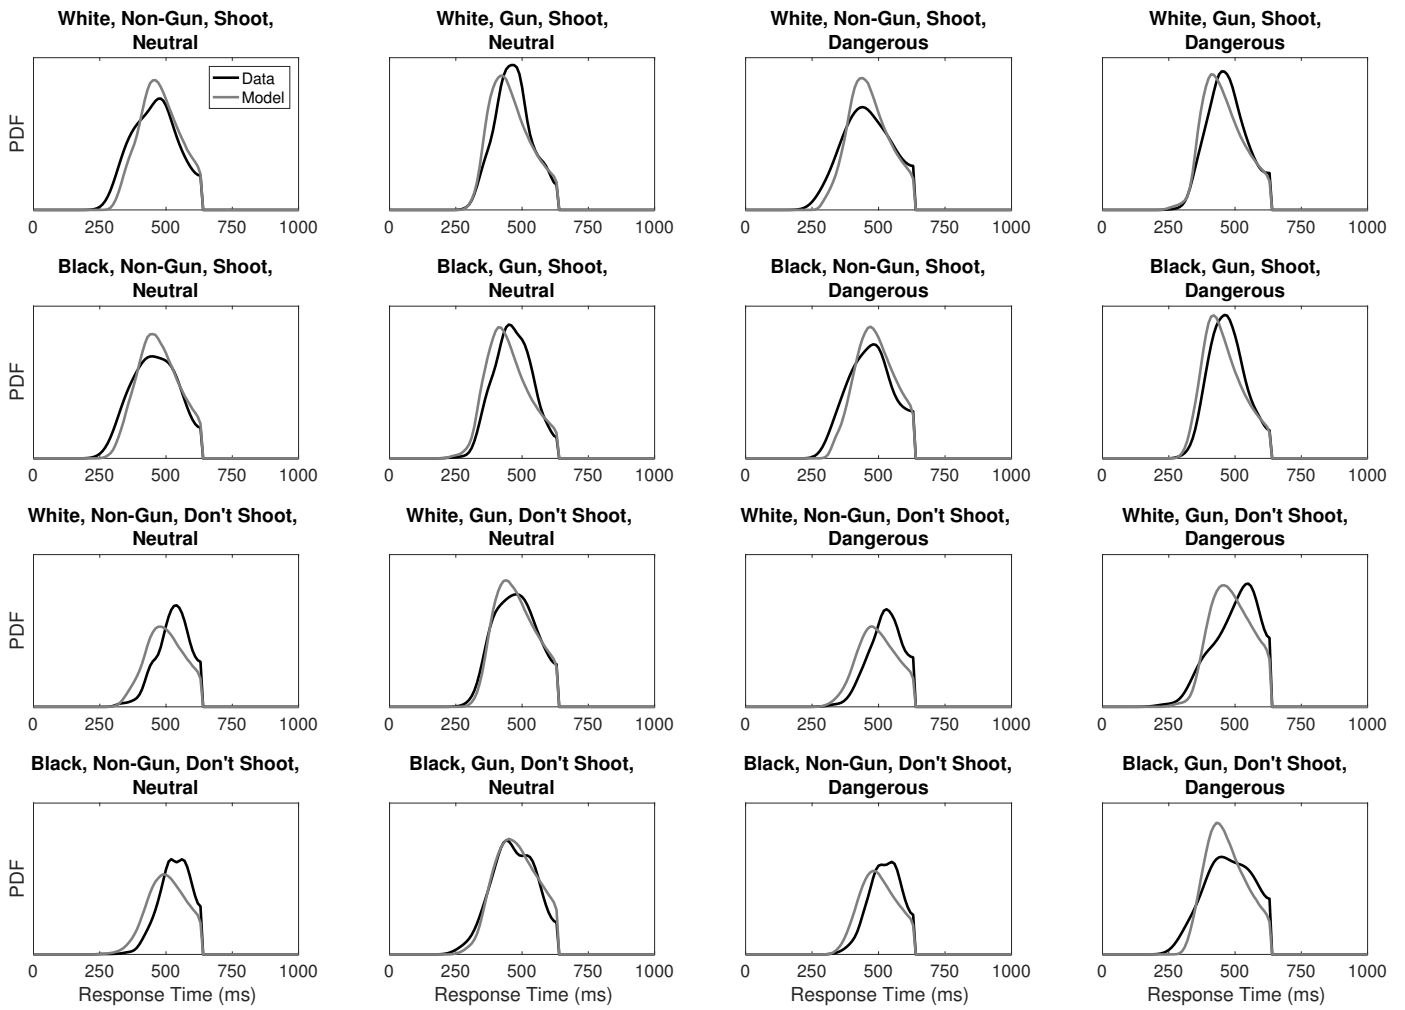 White, Non-Gun, Shoot,
Neutral
White, Gun, Shoot,
Neutral
White, Non-Gun, Shoot,
Dangerous
White, Gun, Shoot,
Dangerous
PDF
Data
Model
0 250 500 750 1000
0 250 500 750 1000
0 250 500 750 1000
0 250 500 750 1000
Black, Non-Gun, Shoot,
Neutral
Black, Gun, Shoot,
Neutral
Black, Non-Gun, Shoot,
Dangerous
Black, Gun, Shoot,
Dangerous
PDF
0 250 500 750 1000
0 250 500 750 1000
0 250 500 750 1000
0 250 500 750 1000
White, Non-Gun, Don't Shoot,
Neutral
White, Gun, Don't Shoot,
Neutral
White, Non-Gun, Don't Shoot,
Dangerous
White, Gun, Don't Shoot,
Dangerous
PDF
0 250 500 750 1000
0 250 500 750 1000
0 250 500 750 1000
0 250 500 750 1000
Black, Non-Gun, Don't Shoot,
Neutral
Black, Gun, Don't Shoot,
Neutral
Black, Non-Gun, Don't Shoot,
Dangerous
Black, Gun, Don't Shoot,
Dangerous
PDF
0 250 500 750 1000
0 250 500 750 1000
0 250 500 750 1000
0 250 500 750 1000
Response Time (ms)
Response Time (ms)
Response Time (ms)
Response Time (ms)